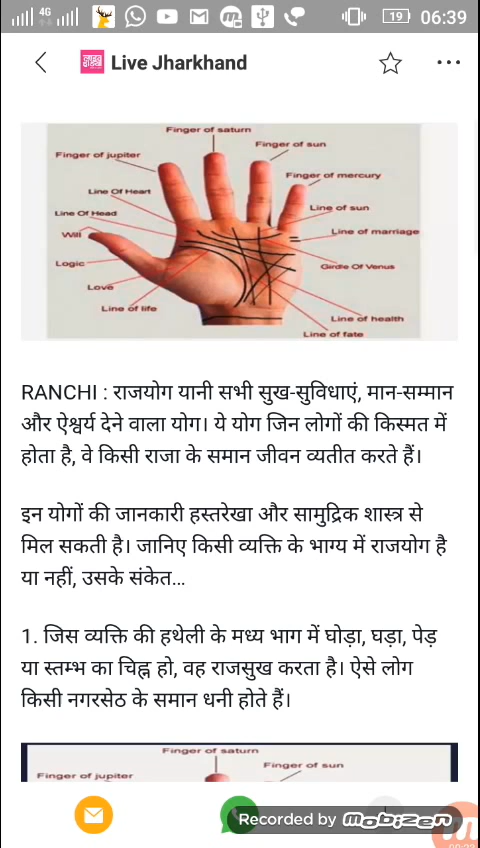 4G
19
06:39
Live Jharkhand
Finger of saturn
Finger of sun
Finger of jupiter
Finger of mercury
Line Of Heart
Line of sun
Line Of Head
Line of marriage
Will
Logic
Girdle Of Venus
Love
Line of life
Line of health
Line of fate
RANCHI : राजयोग यानी सभी सुख-सुविधाएं, मान-सम्मान
और ऐश्वर्य देने वाला योग। ये योग जिन लोगों की किस्मत में
होता है, वे किसी राजा के समान जीवन व्यतीत करते हैं।
इन योगों की जानकारी हस्तरेखा और सामुद्रिक शास्त्र से
मिल सकती है। जानिए किसी व्यक्ति के भाग्य में राजयोग है
या नहीं, उसके संकेत...
1. जिस व्यक्ति की हथेली के मध्य भाग में घोड़ा, घड़ा, पेड़
या स्तम्भ का चिह्न हो, वह राजसुख करता है। ऐसे लोग
किसी नगरसेठ के समान धनी होते हैं।
Finger of saturn
Finger of sun
Finger of jupiter
Recorded by mobizen
00:23